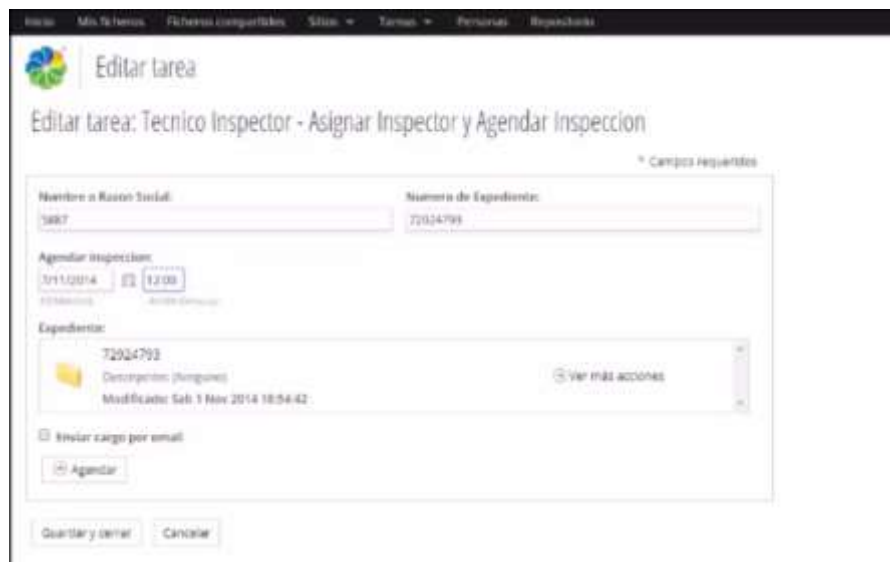 Inicio Mis ficheros Ficheros compartidos Sitios Tareas Personas Repositorio
Editar tarea
Editar tarea: Tecnico Inspector - Asignar Inspector y Agendar Inspeccion
* Campos requeridos
Nombre o Razon Social: Numero de Expediente:
5887 72924793
Agendar inspeccion:
7/11/2014 12:00
Expediente:
72924793
Descripción: (Ninguno)
Ver más acciones
Modificado: Sab 1 Nov 2014 18:54:42
Enviar cargo por email
Agendar
Guardar y cerrar Cancelar